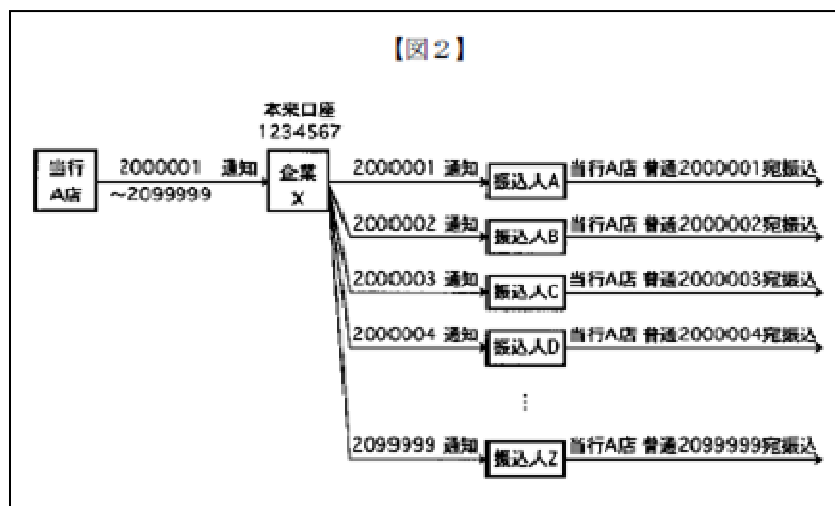 【図２】
本来口座
1234567
当行
A店
2000001 通知
～2099999
企業
X
2000001 通知
振込人A
当行A店 普通2000001宛振込
2000002 通知
振込人B
当行A店 普通2000002宛振込
2000003 通知
振込人C
当行A店 普通2000003宛振込
2000004 通知
振込人D
当行A店 普通2000004宛振込
⋮
2099999 通知
振込人Z
当行A店 普通2099999宛振込